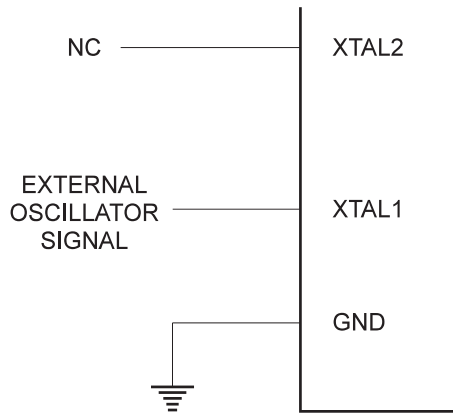 NC
XTAL2
EXTERNAL
OSCILLATOR
SIGNAL
XTAL1
GND